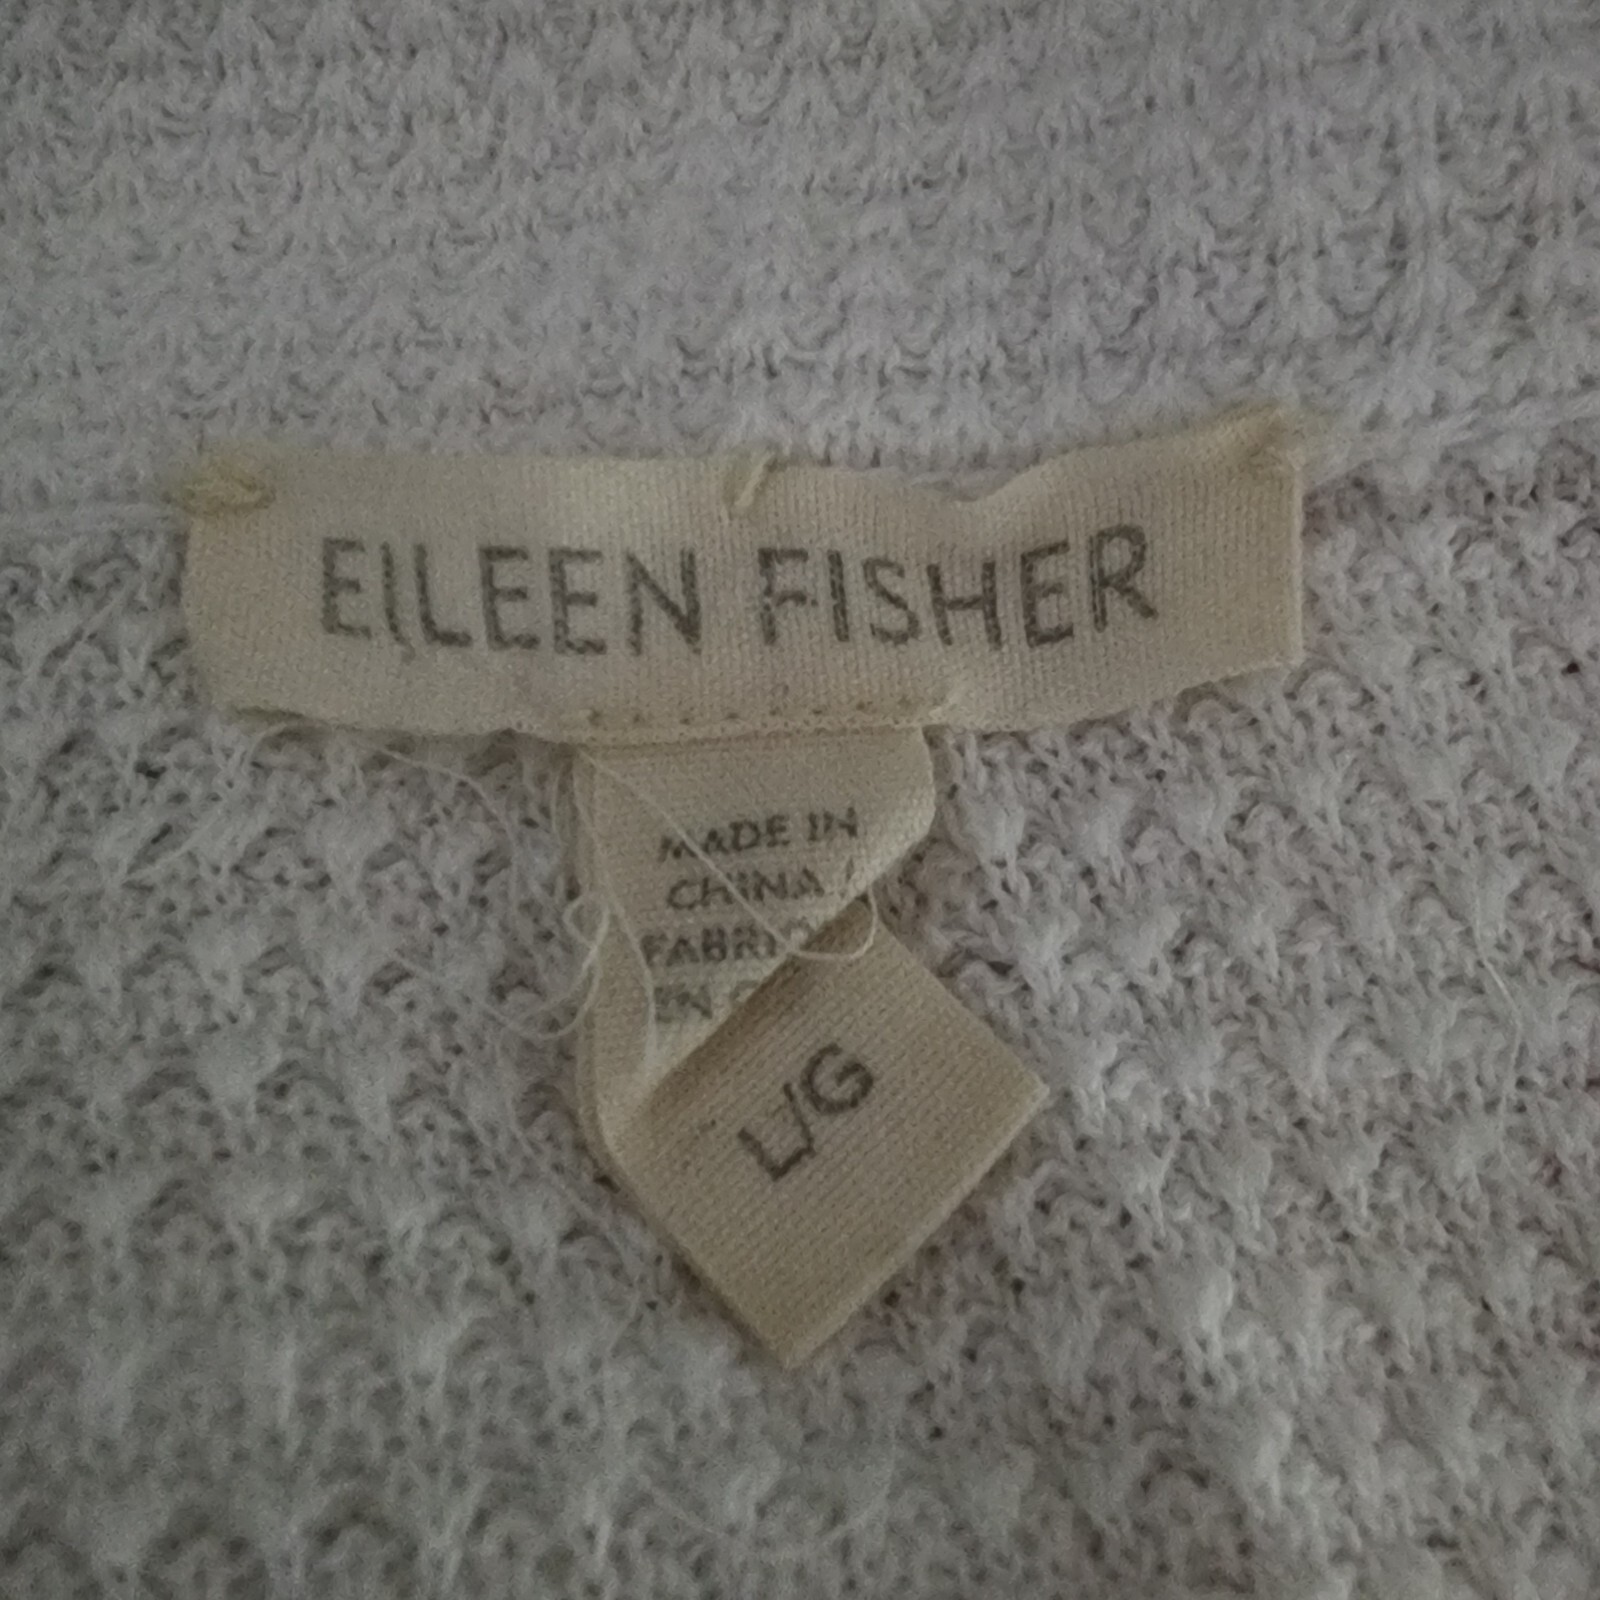 EILEEN FISHER
MADE IN
CHINA /
L/G